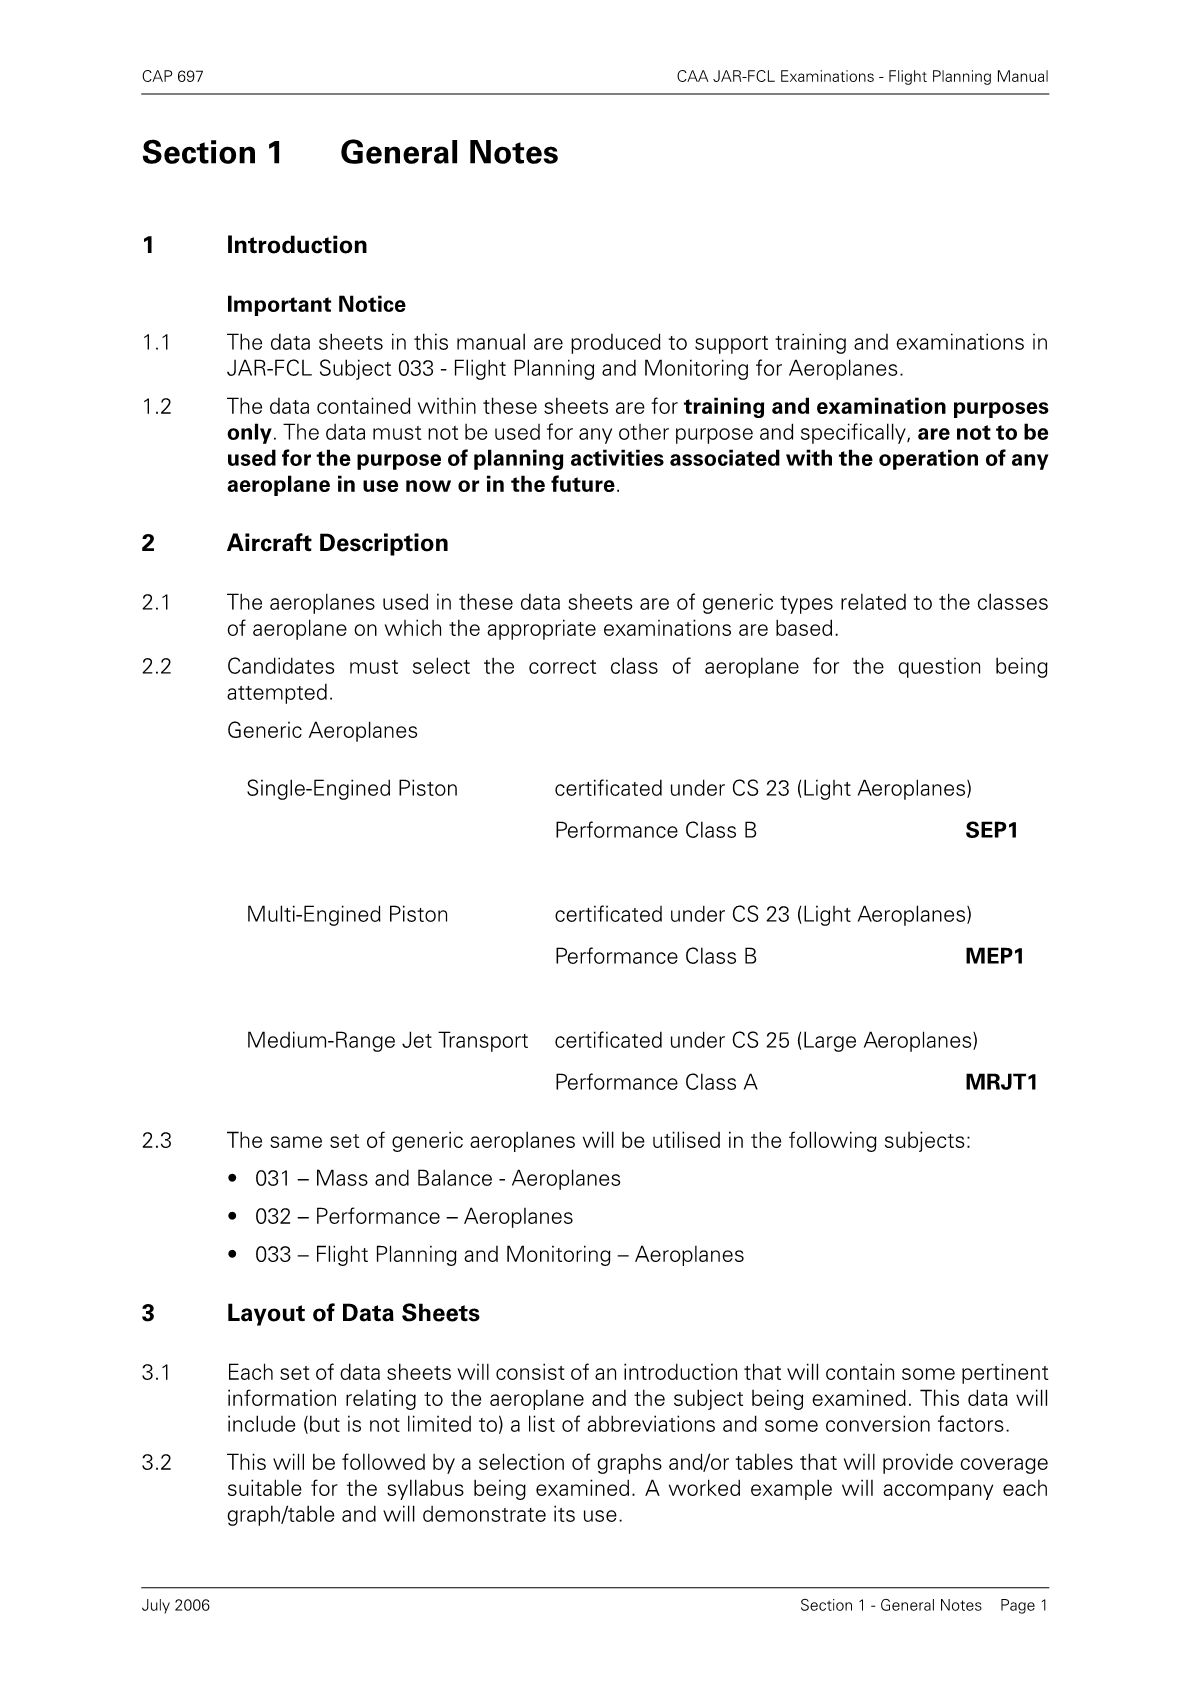 CAP 697 CAA JAR-FCL Examinations - Flight Planning Manual
Section 1 General Notes
1 Introduction
Important Notice
1.1 The data sheets in this manual are produced to support training and examinations in
JAR-FCL Subject 033 - Flight Planning and Monitoring for Aeroplanes.
1.2 The data contained within these sheets are for training and examination purposes
only. The data must not be used for any other purpose and specifically, are not to be
used for the purpose of planning activities associated with the operation of any
aeroplane in use now or in the future.
2 Aircraft Description
2.1 The aeroplanes used in these data sheets are of generic types related to the classes
of aeroplane on which the appropriate examinations are based.
2.2 Candidates must select the correct class of aeroplane for the question being
attempted.
Generic Aeroplanes
Single-Engined Piston certificated under CS 23 (Light Aeroplanes)
Performance Class B SEP1
Multi-Engined Piston certificated under CS 23 (Light Aeroplanes)
Performance Class B MEP1
Medium-Range Jet Transport certificated under CS 25 (Large Aeroplanes)
Performance Class A MRJT1
2.3 The same set of generic aeroplanes will be utilised in the following subjects:
• 031 – Mass and Balance - Aeroplanes
• 032 – Performance – Aeroplanes
• 033 – Flight Planning and Monitoring – Aeroplanes
3 Layout of Data Sheets
3.1 Each set of data sheets will consist of an introduction that will contain some pertinent
information relating to the aeroplane and the subject being examined. This data will
include (but is not limited to) a list of abbreviations and some conversion factors.
3.2 This will be followed by a selection of graphs and/or tables that will provide coverage
suitable for the syllabus being examined. A worked example will accompany each
graph/table and will demonstrate its use.
July 2006 Section 1 - General Notes Page 1